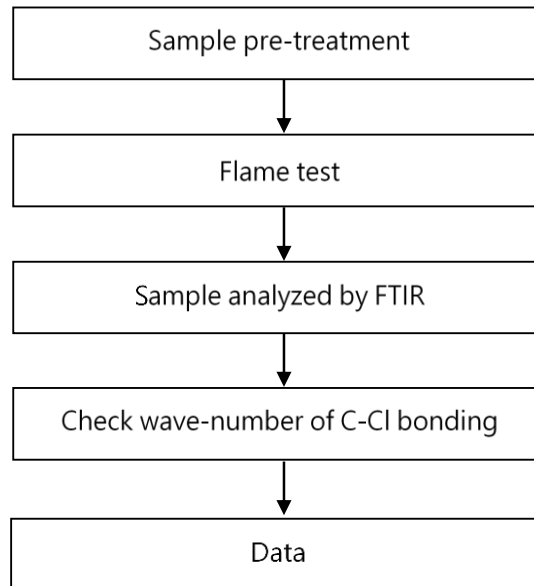 Sample pre-treatment
Flame test
Sample analyzed by FTIR
Check wave-number of C-Cl bonding
Data